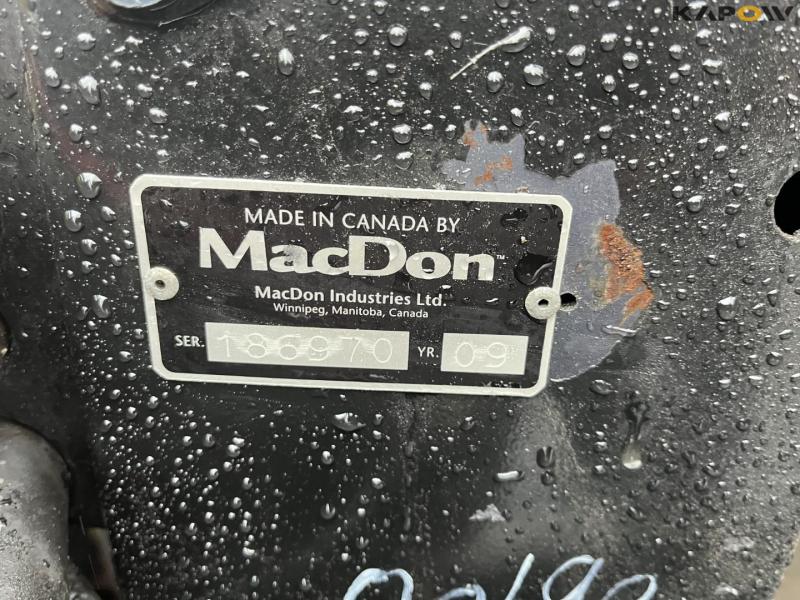 KAPOW
MADE IN CANADA BY
MacDon™
MacDon Industries Ltd.
Winnipeg, Manitoba, Canada
SER. 186970 YR. 09